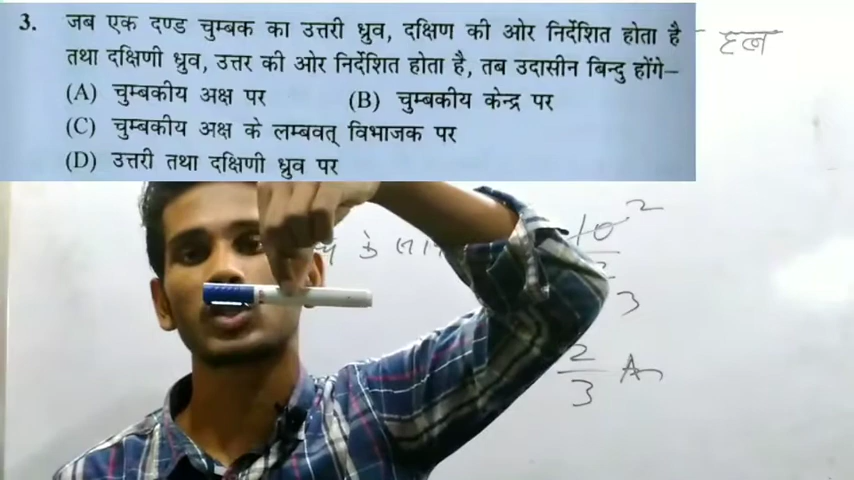 3. जब एक दण्ड चुम्बक का उत्तरी ध्रुव, दक्षिण की ओर निर्देशित होता है
तथा दक्षिणी ध्रुव, उत्तर की ओर निर्देशित होता है, तब उदासीन बिन्दु होंगे–
(A) चुम्बकीय अक्ष पर (B) चुम्बकीय केन्द्र पर
(C) चुम्बकीय अक्ष के लम्बवत् विभाजक पर
(D) उत्तरी तथा दक्षिणी ध्रुव पर
हल
के
2
3
2
3